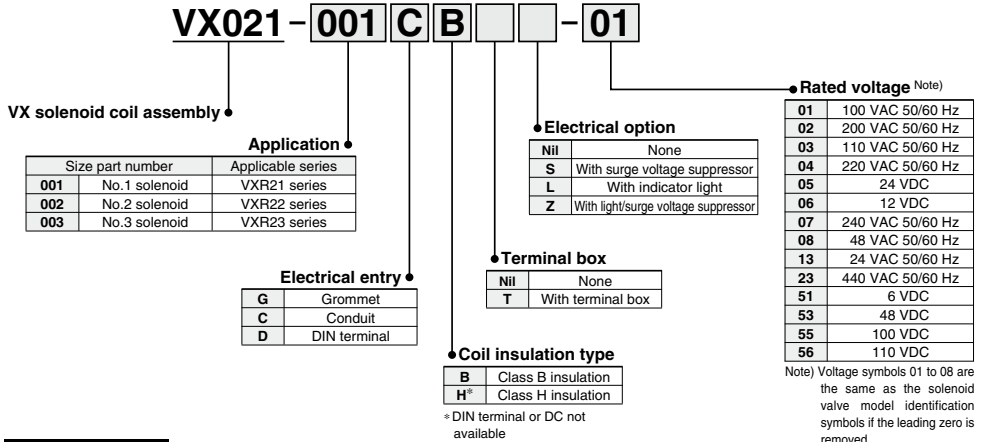 VX021-001CB-01
VX solenoid coil assembly
Application
Size part number Applicable series
001 No.1 solenoid VXR21 series
002 No.2 solenoid VXR22 series
003 No.3 solenoid VXR23 series
Electrical entry
G Grommet
C Conduit
D DIN terminal
Coil insulation type
B Class B insulation
H* Class H insulation
* DIN terminal or DC not
available
Terminal box
Nil None
T With terminal box
Electrical option
Nil None
S With surge voltage suppressor
L With indicator light
Z With light/surge voltage suppressor
Rated voltage Note)
01 100 VAC 50/60 Hz
02 200 VAC 50/60 Hz
03 110 VAC 50/60 Hz
04 220 VAC 50/60 Hz
05 24 VDC
06 12 VDC
07 240 VAC 50/60 Hz
08 48 VAC 50/60 Hz
13 24 VAC 50/60 Hz
23 440 VAC 50/60 Hz
51 6 VDC
53 48 VDC
55 100 VDC
56 110 VDC
Note) Voltage symbols 01 to 08 are
the same as the solenoid
valve model identification
symbols if the leading zero is
removed